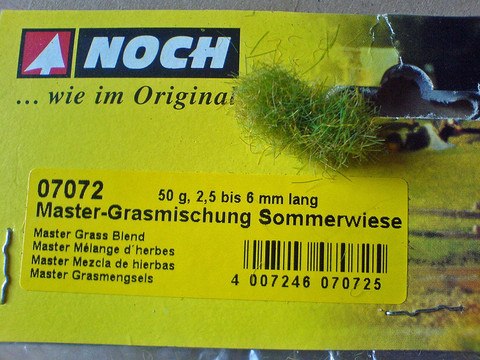 NOCH
... wie im Original
07072
50 g, 2,5 bis 6 mm lang
Master-Grasmischung Sommerwiese
Master Grass Blend
Master Mélange d'herbes
Master Mezcla de hierbas
Master Grasmengsels
4 007246 070725